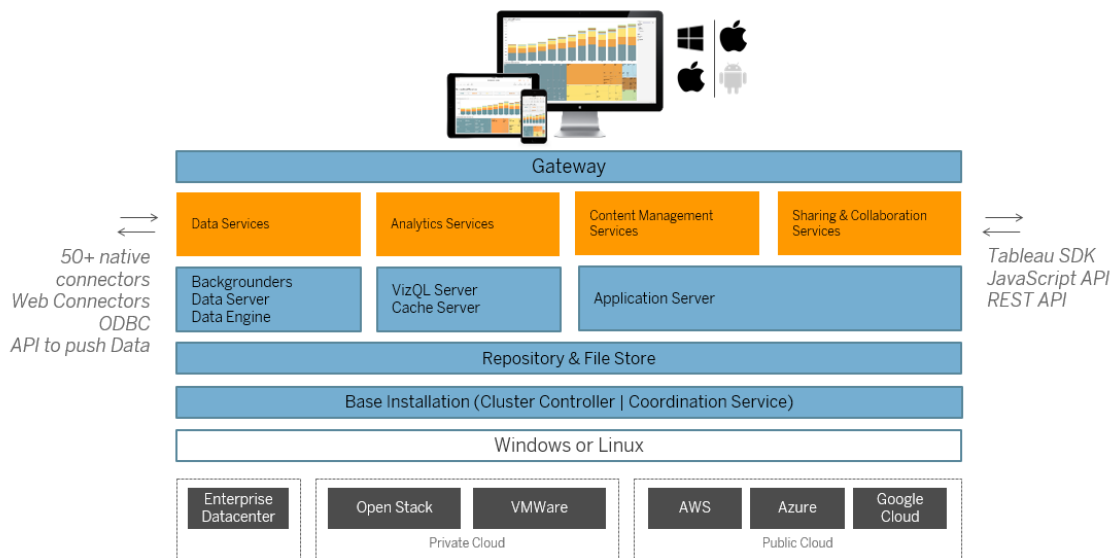 Gateway
Data Services
Analytics Services
Content Management
Services
Sharing & Collaboration
Services
50+ native
connectors
Web Connectors
ODBC
API to push Data
Backgrounders
Data Server
Data Engine
VizQL Server
Cache Server
Application Server
Tableau SDK
JavaScript API
REST API
Repository & File Store
Base Installation (Cluster Controller | Coordination Service)
Windows or Linux
Enterprise
Datacenter
Open Stack
VMWare
Private Cloud
AWS
Azure
Google
Cloud
Public Cloud